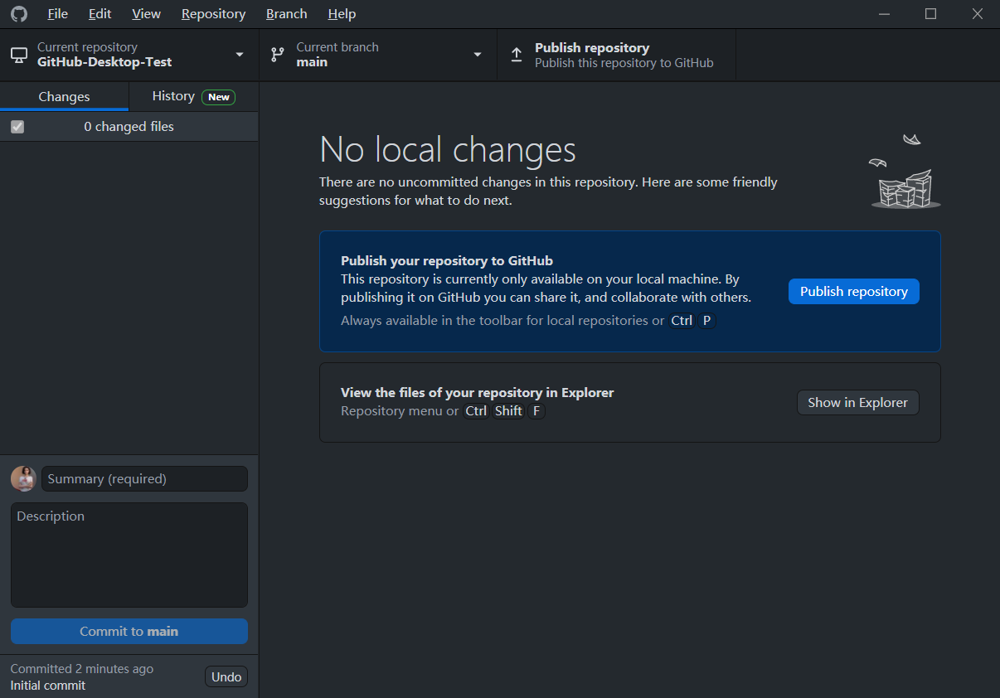 File Edit View Repository Branch Help
Current repository
GitHub-Desktop-Test
Current branch
main
Publish repository
Publish this repository to GitHub
Changes
History New
0 changed files
No local changes
There are no uncommitted changes in this repository. Here are some friendly
suggestions for what to do next.
Publish your repository to GitHub
This repository is currently only available on your local machine. By
publishing it on GitHub you can share it, and collaborate with others.
Always available in the toolbar for local repositories or Ctrl P
Publish repository
View the files of your repository in Explorer
Repository menu or Ctrl Shift F
Show in Explorer
Summary (required)
Description
Commit to main
Committed 2 minutes ago
Initial commit
Undo